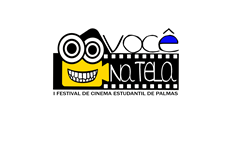 VOCÊ
NA TELA
I FESTIVAL DE CINEMA ESTUDANTIL DE PALMAS